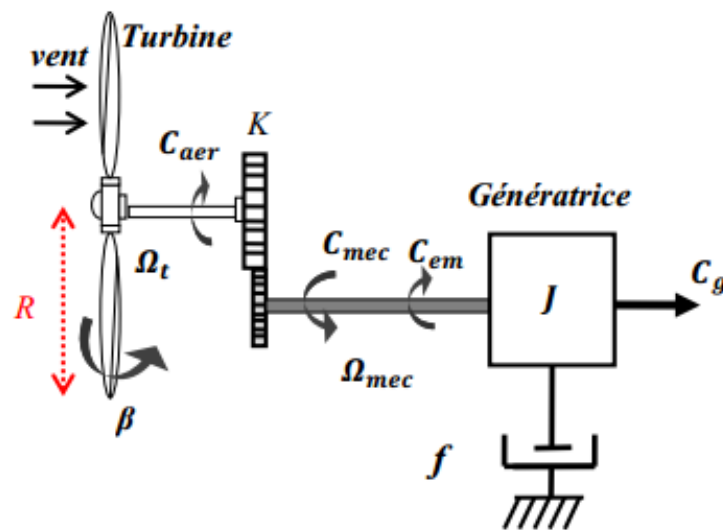 Turbine
vent
K
C_aer
Génératrice
C_mec
C_em
C_g
Ω_t
R
J
Ω_mec
β
f